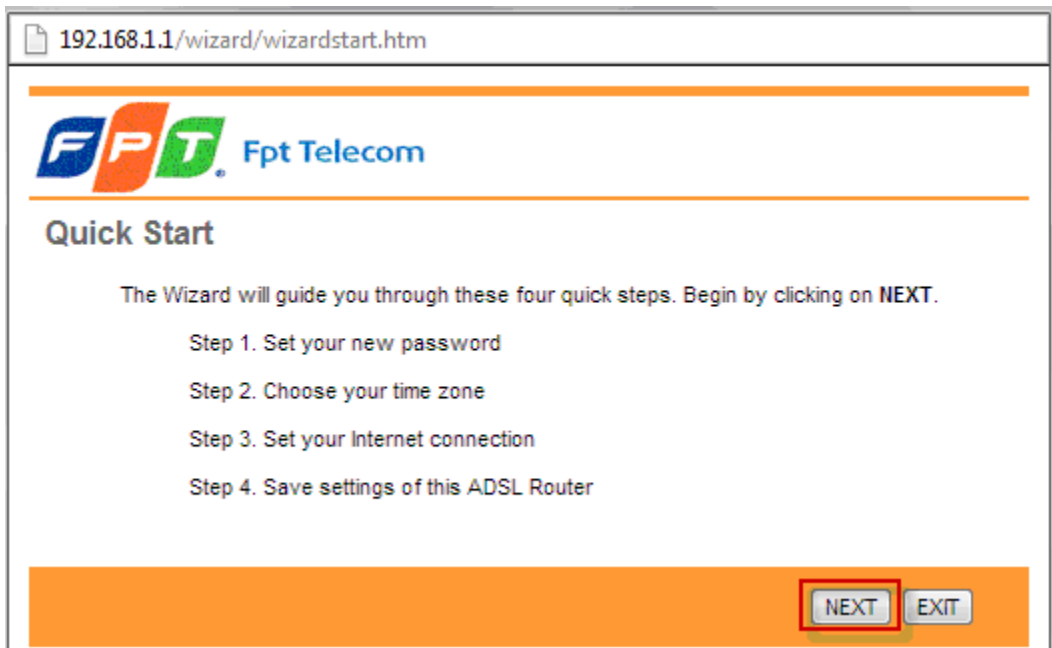 192.168.1.1/wizard/wizardstart.htm
FPT Fpt Telecom
Quick Start
The Wizard will guide you through these four quick steps. Begin by clicking on NEXT.
Step 1. Set your new password
Step 2. Choose your time zone
Step 3. Set your Internet connection
Step 4. Save settings of this ADSL Router
NEXT EXIT